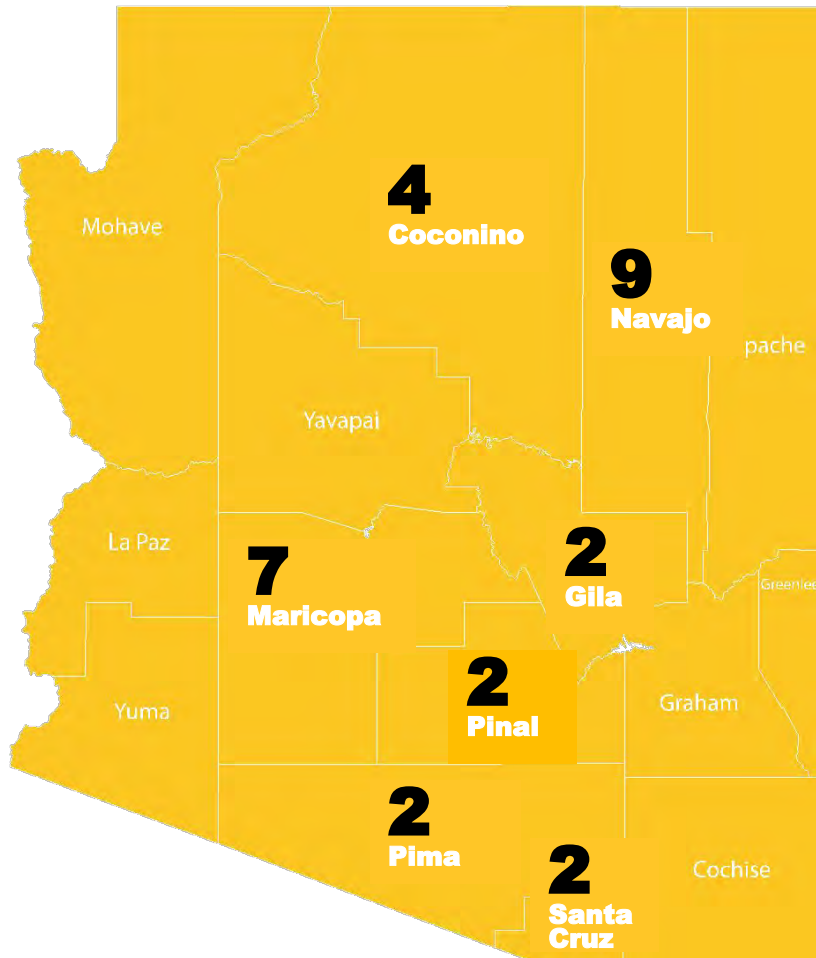 4
Coconino
Mohave
9
Navajo
pache
Yavapai
La Paz
7
Maricopa
2
Gila
Greenlee
2
Pinal
Graham
Yuma
2
Pima
2
Santa
Cruz
Cochise